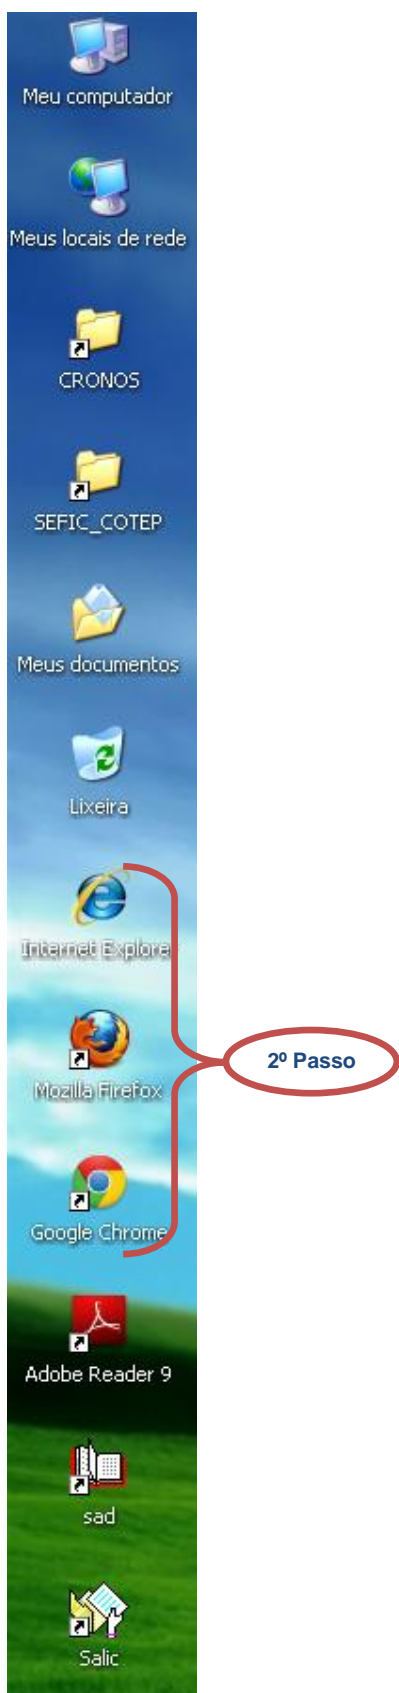 Meu computador
Meus locais de rede
CRONOS
SEFIC_COTEP
Meus documentos
Lixeira
Internet Explorer
Mozilla Firefox
2º Passo
Google Chrome
Adobe Reader 9
sad
Salic